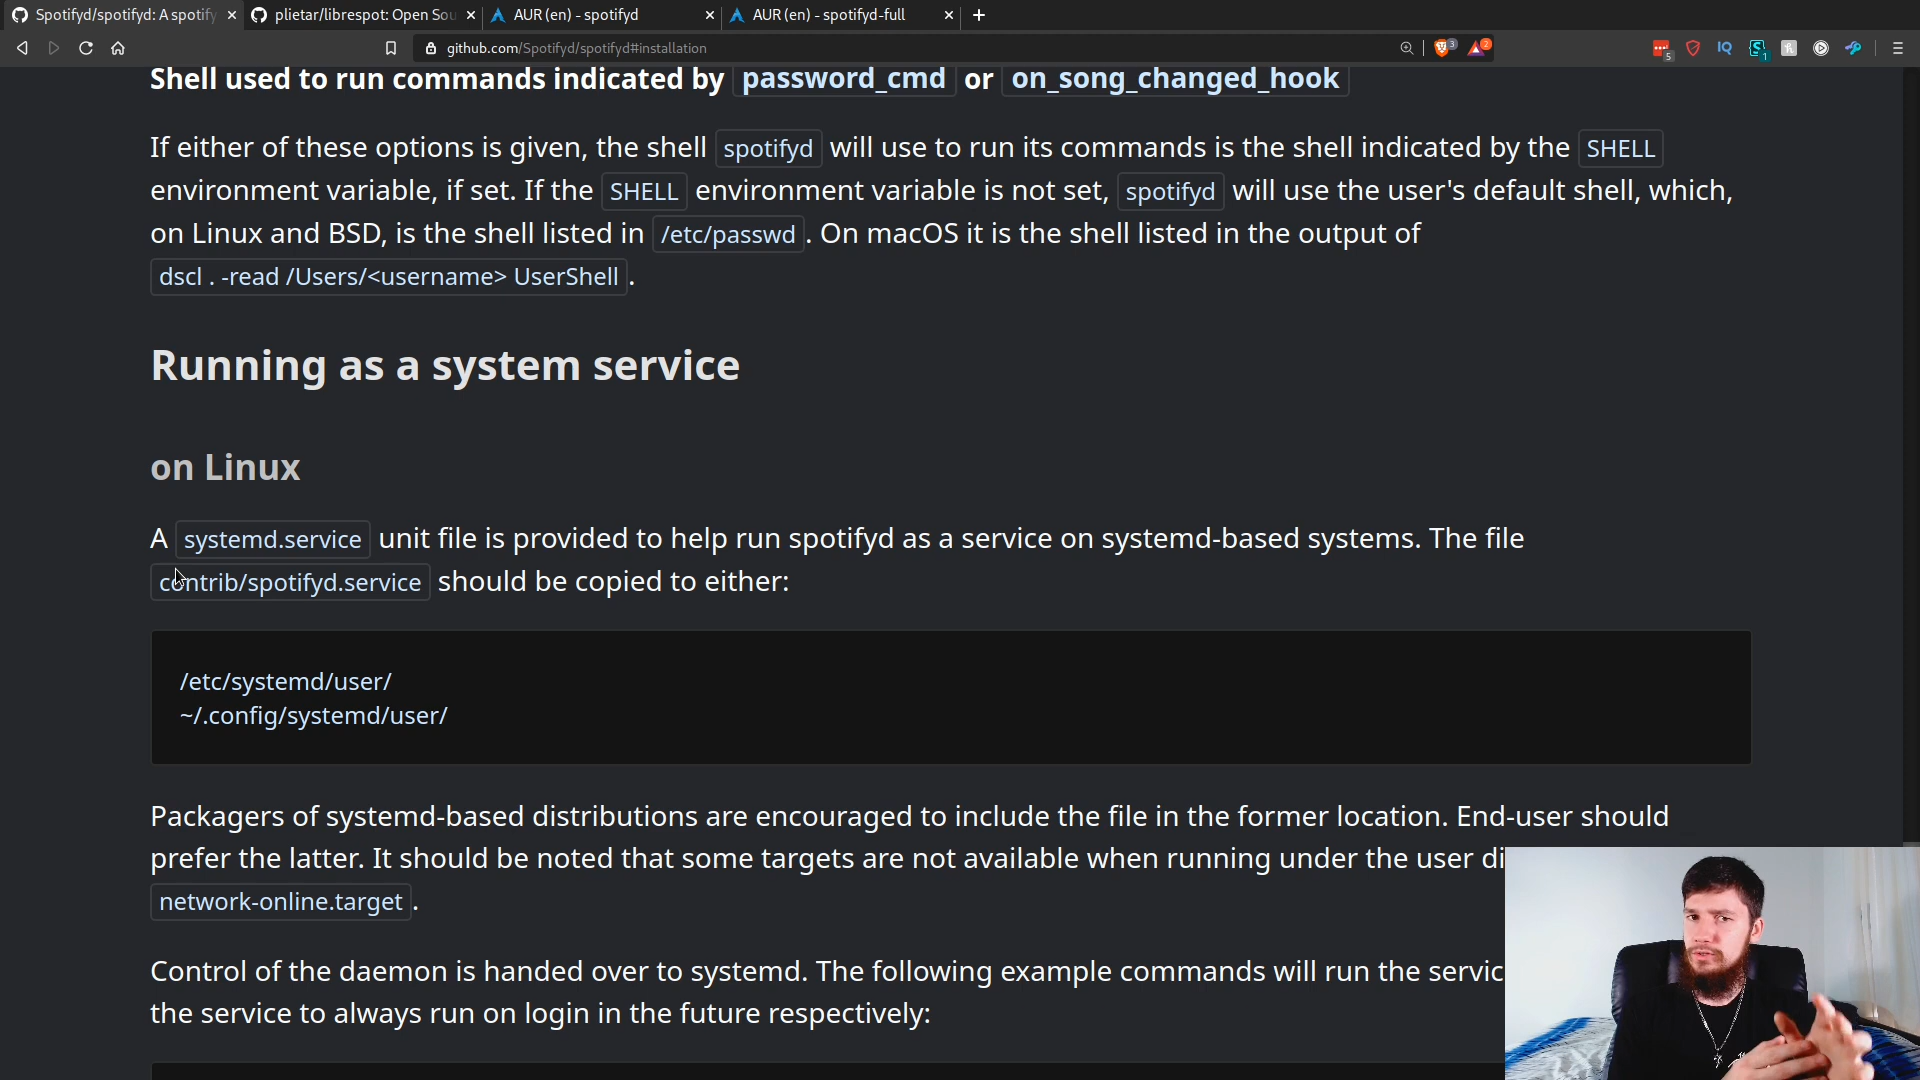 Spotifyd/spotifyd: A spotify
plietar/librespot: Open Sou
AUR (en) - spotifyd
AUR (en) - spotifyd-full
github.com/Spotifyd/spotifyd#installation
3
2
5
IQ
1
Shell used to run commands indicated by password_cmd or on_song_changed_hook
If either of these options is given, the shell spotifyd will use to run its commands is the shell indicated by the SHELL
environment variable, if set. If the SHELL environment variable is not set, spotifyd will use the user's default shell, which,
on Linux and BSD, is the shell listed in /etc/passwd . On macOS it is the shell listed in the output of
dscl . -read /Users/<username> UserShell .
Running as a system service
on Linux
A systemd.service unit file is provided to help run spotifyd as a service on systemd-based systems. The file
contrib/spotifyd.service should be copied to either:
/etc/systemd/user/
~/.config/systemd/user/
Packagers of systemd-based distributions are encouraged to include the file in the former location. End-user should
prefer the latter. It should be noted that some targets are not available when running under the user di
network-online.target .
Control of the daemon is handed over to systemd. The following example commands will run the servic
the service to always run on login in the future respectively: